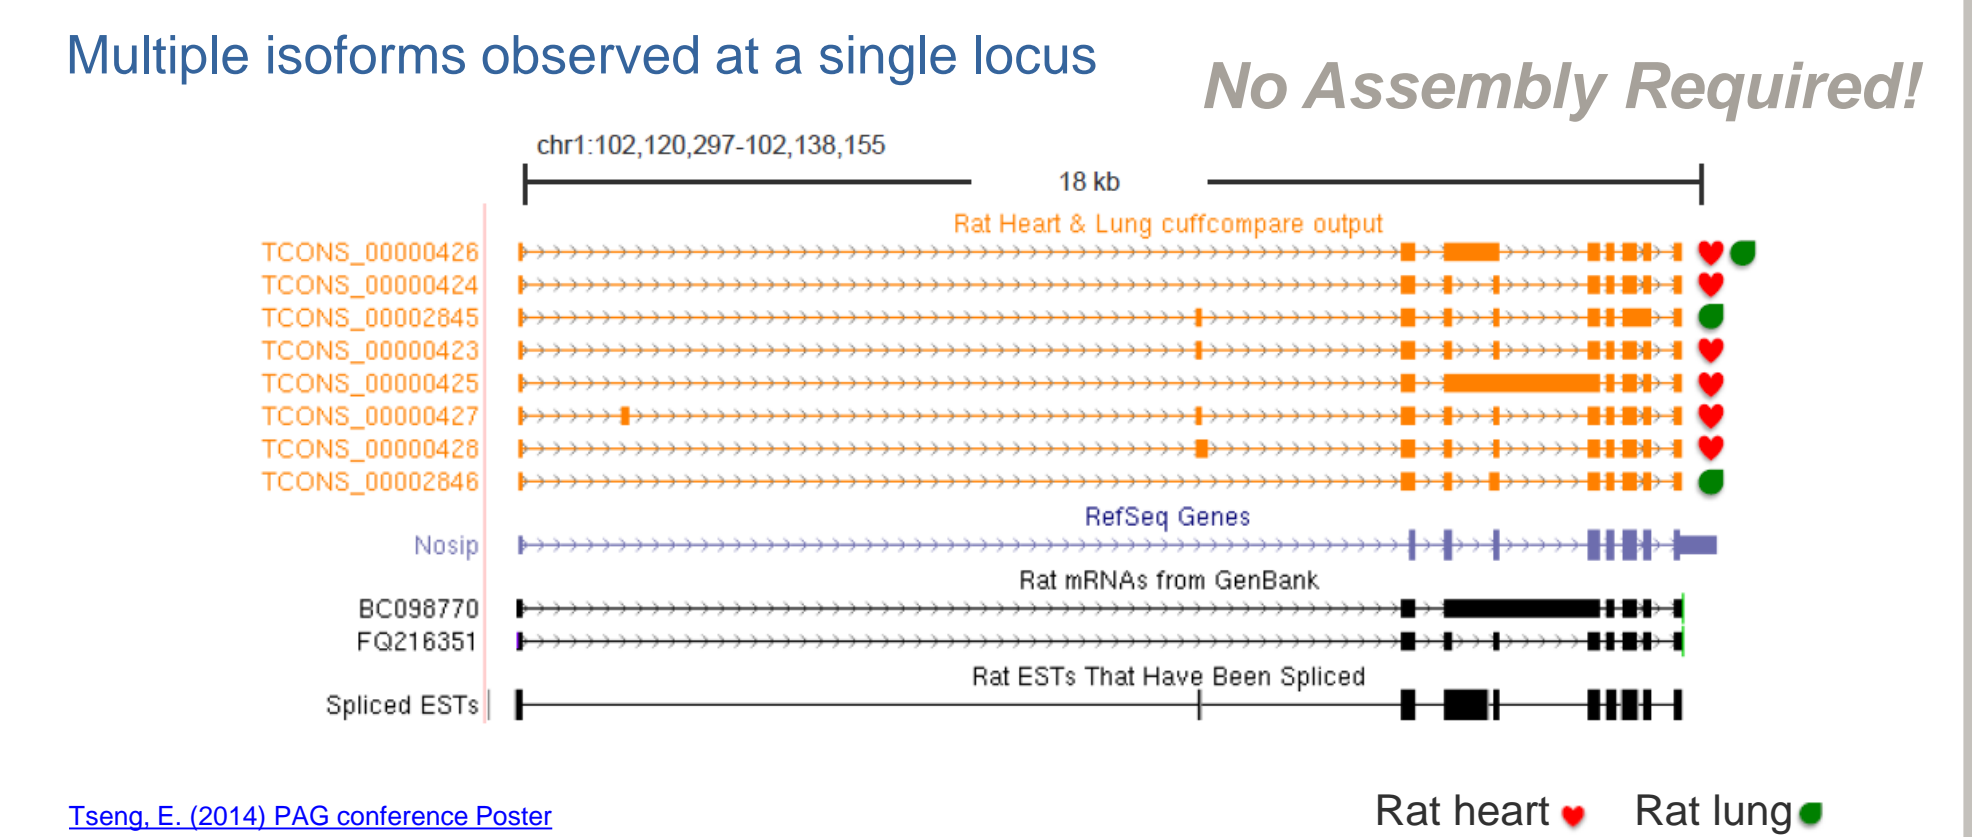 Multiple isoforms observed at a single locus
No Assembly Required!
chr1:102,120,297-102,138,155
18 kb
Rat Heart & Lung cuffcompare output
TCONS_00000426
TCONS_00000424
TCONS_00002845
TCONS_00000423
TCONS_00000425
TCONS_00000427
TCONS_00000428
TCONS_00002846
RefSeq Genes
Nosip
Rat mRNAs from GenBank
BC098770
FQ216351
Rat ESTs That Have Been Spliced
Spliced ESTs
Tseng, E. (2014) PAG conference Poster
Rat heart
Rat lung